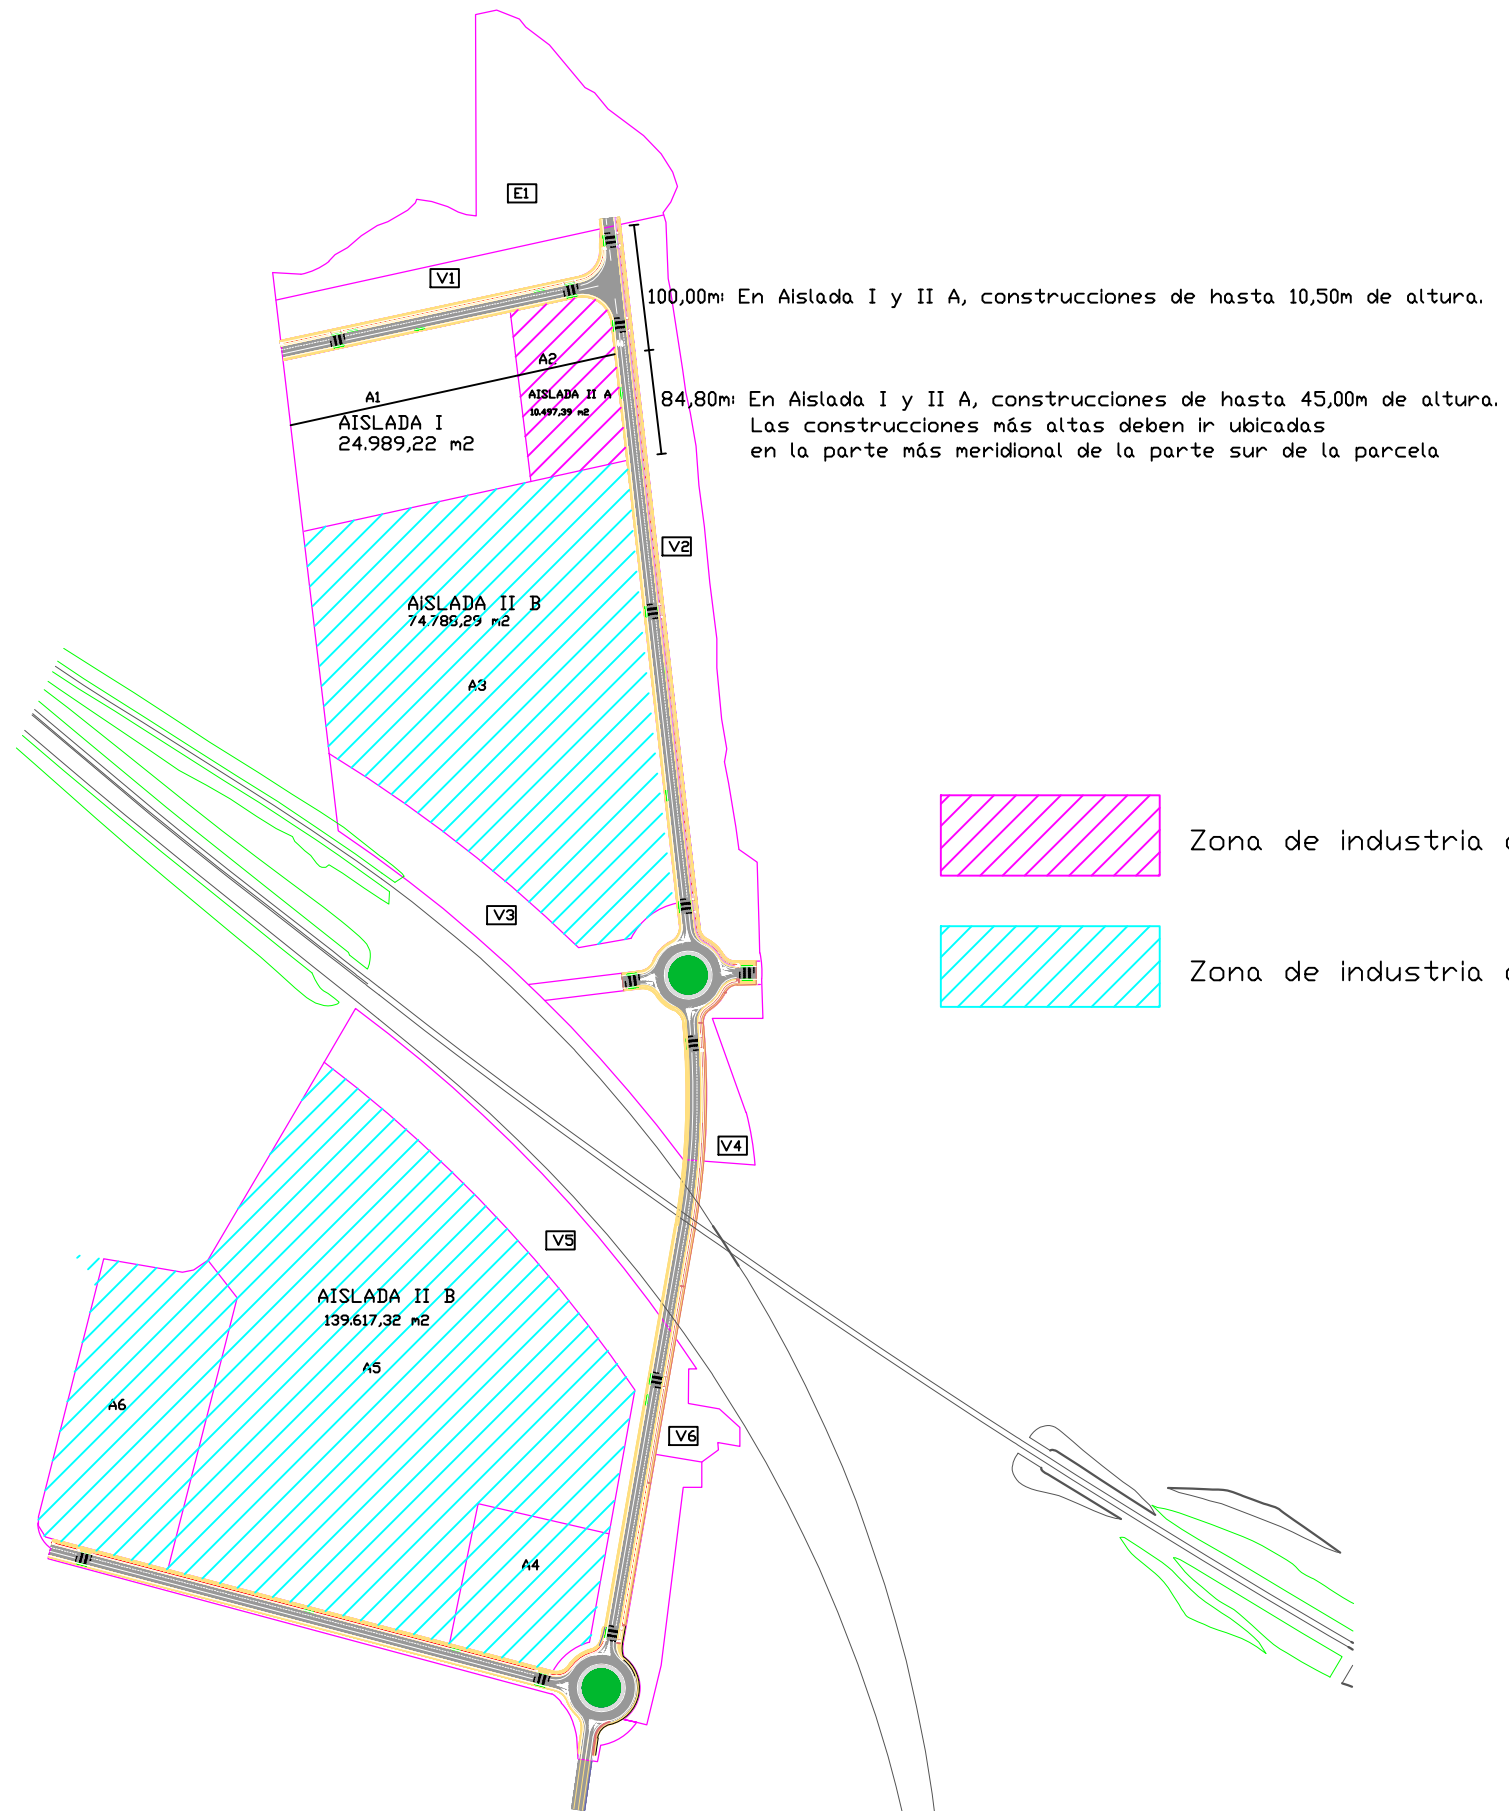 E1
V1
100,00m: En Aislada I y II A, construcciones de hasta 10,50m de altura.
A2
A1
AISLADA II A
10.497,39 m2
84,80m: En Aislada I y II A, construcciones de hasta 45,00m de altura.
Las construcciones más altas deben ir ubicadas
en la parte más meridional de la parte sur de la parcela
AISLADA I
24.989,22 m2
V2
AISLADA II B
74.788,29 m2
A3
Zona de industria
V3
Zona de industria
V4
V5
AISLADA II B
139.617,32 m2
A5
A6
V6
A4